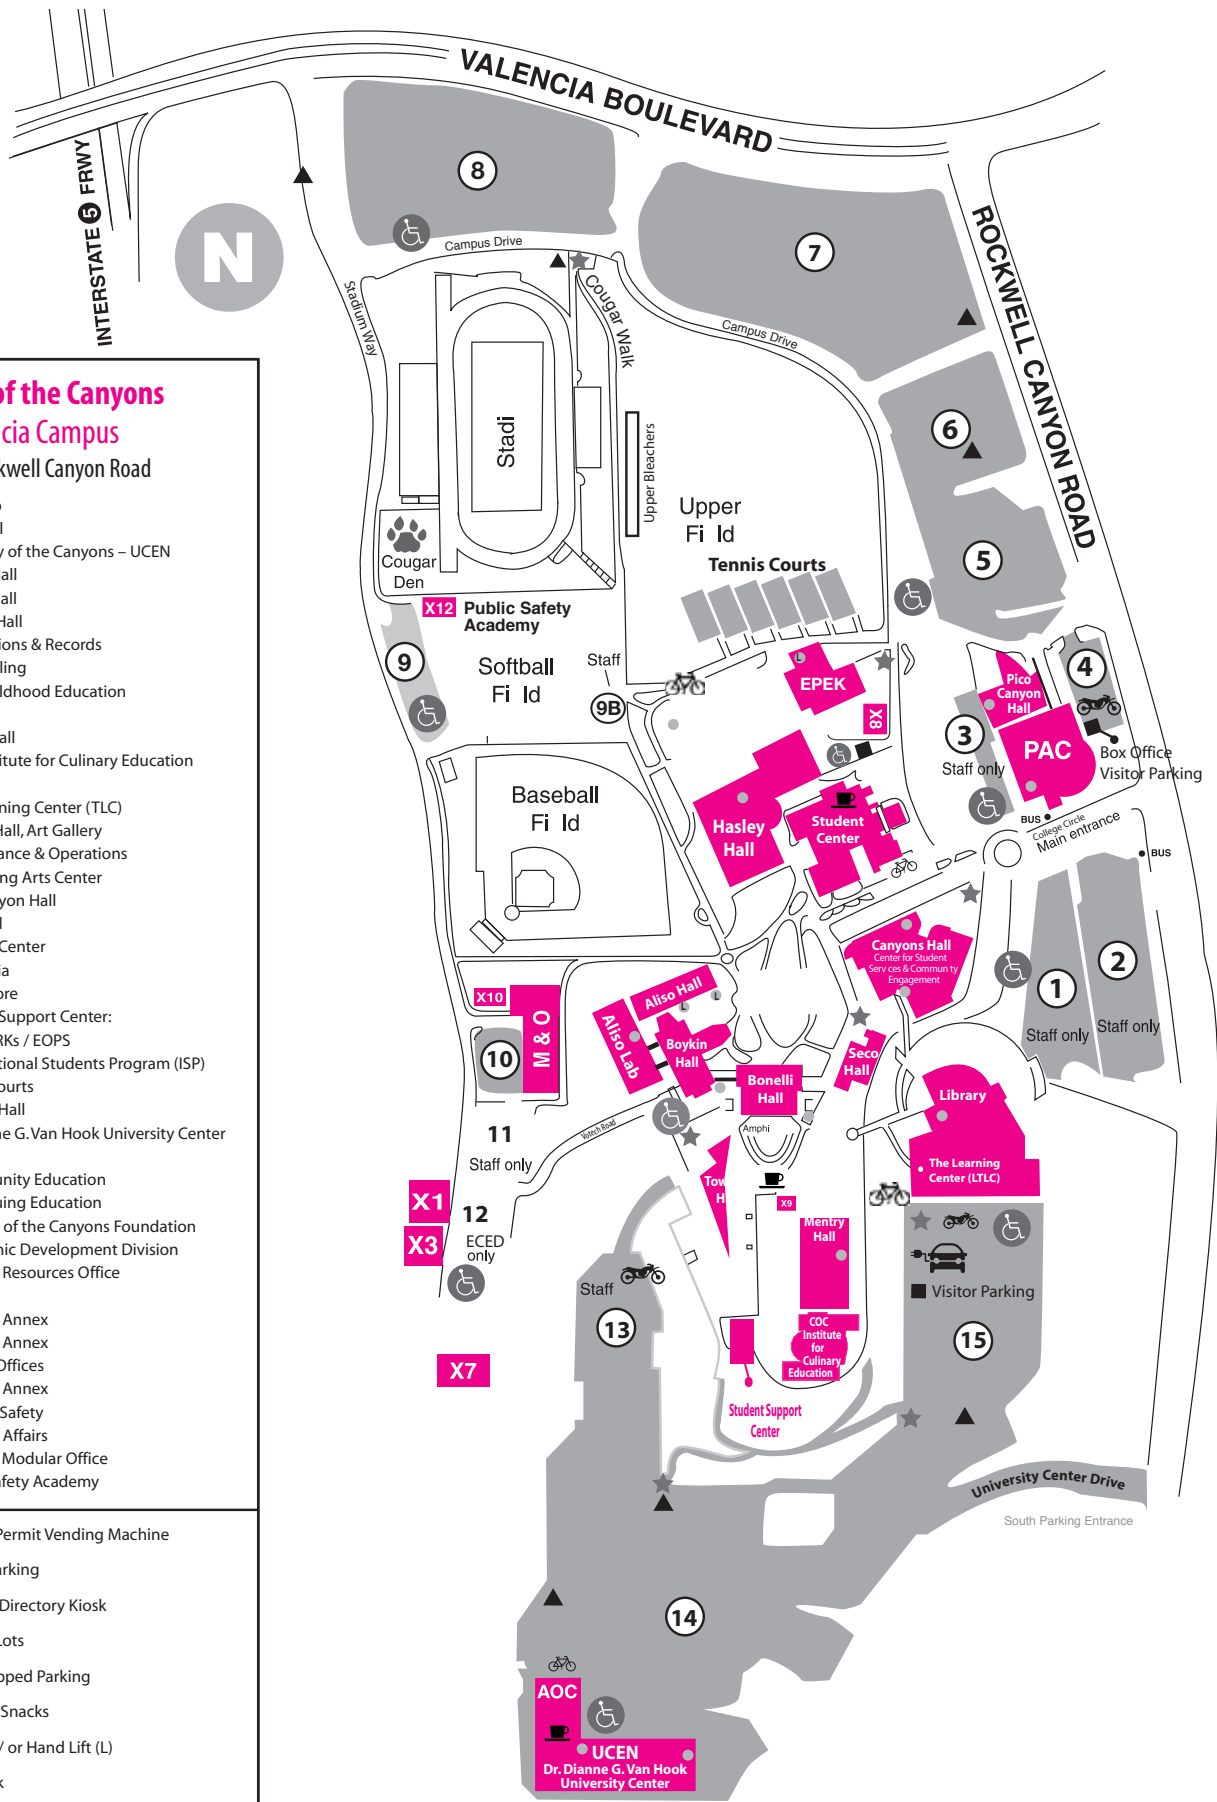 VALENCIA BOULEVARD
INTERSTATE 5 FRWY
N
8
7
Campus Drive
Stadium Way
Cougar Walk
Campus Drive
ROCKWELL CANYON ROAD
of the Canyons
cia Campus
kwell Canyon Road
l
y of the Canyons – UCEN
Hall
all
Hall
ions & Records
ling
ldhood Education
all
itute for Culinary Education
ning Center (TLC)
Hall, Art Gallery
ance & Operations
ng Arts Center
yon Hall
l
Center
ia
ore
Support Center:
RKs / EOPS
tional Students Program (ISP)
ourts
Hall
ne G. Van Hook University Center
unity Education
uing Education
of the Canyons Foundation
nic Development Division
Resources Office
Annex
Annex
Offices
Annex
Safety
Affairs
Modular Office
afety Academy
Permit Vending Machine
arking
Directory Kiosk
Lots
pped Parking
Snacks
/ or Hand Lift (L)
k
Stadi
Upper Bleachers
6
Upper
Fi ld
5
Tennis Courts
Cougar
Den
X12
Public Safety
Academy
9
Softball
Fi ld
Staff
9B
L
EPEK
X8
Pico
Canyon
Hall
4
3
Staff only
PAC
Box Office
Visitor Parking
BUS
College Circle
Main entrance
BUS
Baseball
Fi ld
Hasley
Hall
Student
Center
Canyons Hall
Center for Student
Serv ces & Commun ty
Engagement
1
Staff only
2
Staff only
X10
M & O
10
Aliso Hall
L
L
Aliso Lab
Boykin
Hall
Bonelli
Hall
Seco
Hall
Library
The Learning
Center (LTLC)
11
Staff only
Votech Road
Amphi
Tow
H
X9
Mentry
Hall
X1
X3
12
ECED
only
X7
Staff
13
COC
Institute
for
Culinary
Education
Student Support
Center
Visitor Parking
15
University Center Drive
South Parking Entrance
14
AOC
UCEN
Dr. Dianne G. Van Hook
University Center